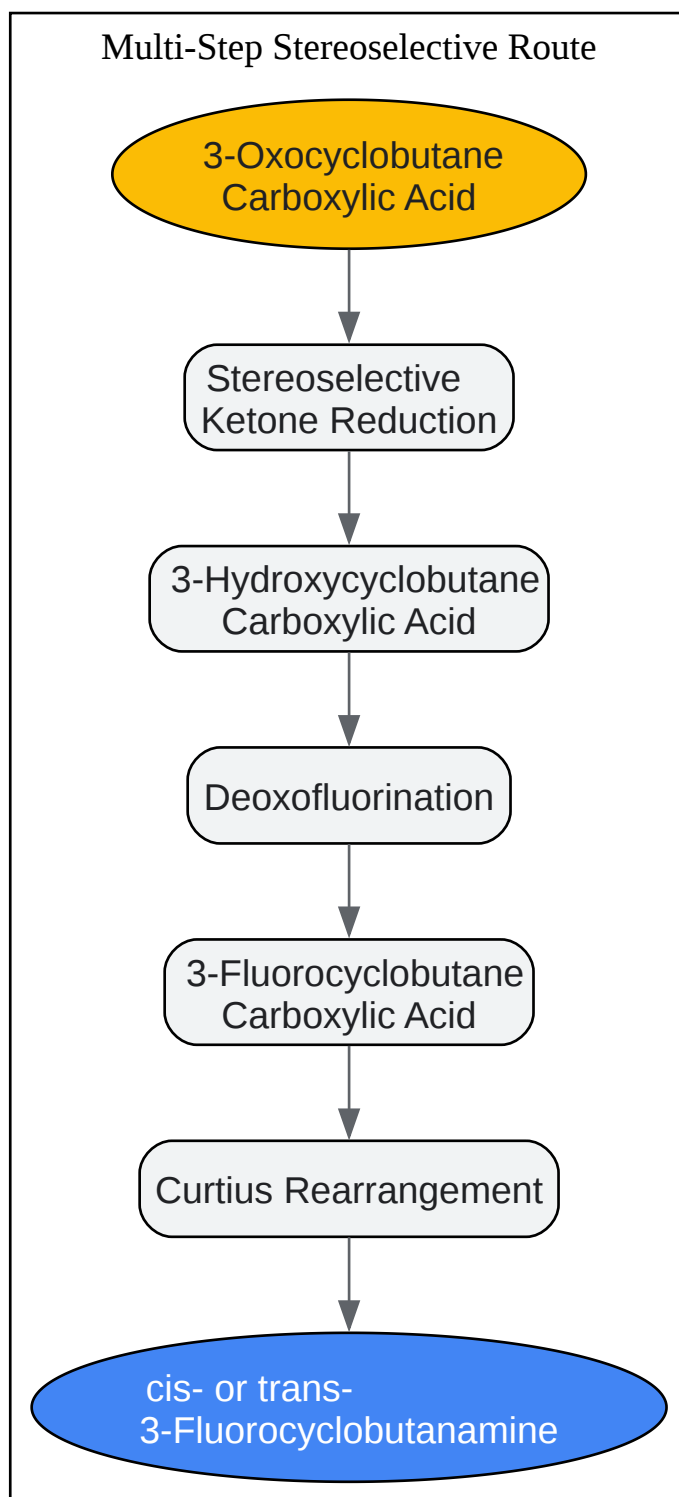 Multi-Step Stereoselective Route
3-Oxocyclobutane
Carboxylic Acid
Stereoselective
Ketone Reduction
3-Hydroxycyclobutane
Carboxylic Acid
Deoxofluorination
3-Fluorocyclobutane
Carboxylic Acid
Curtius Rearrangement
cis- or trans-
3-Fluorocyclobutanamine